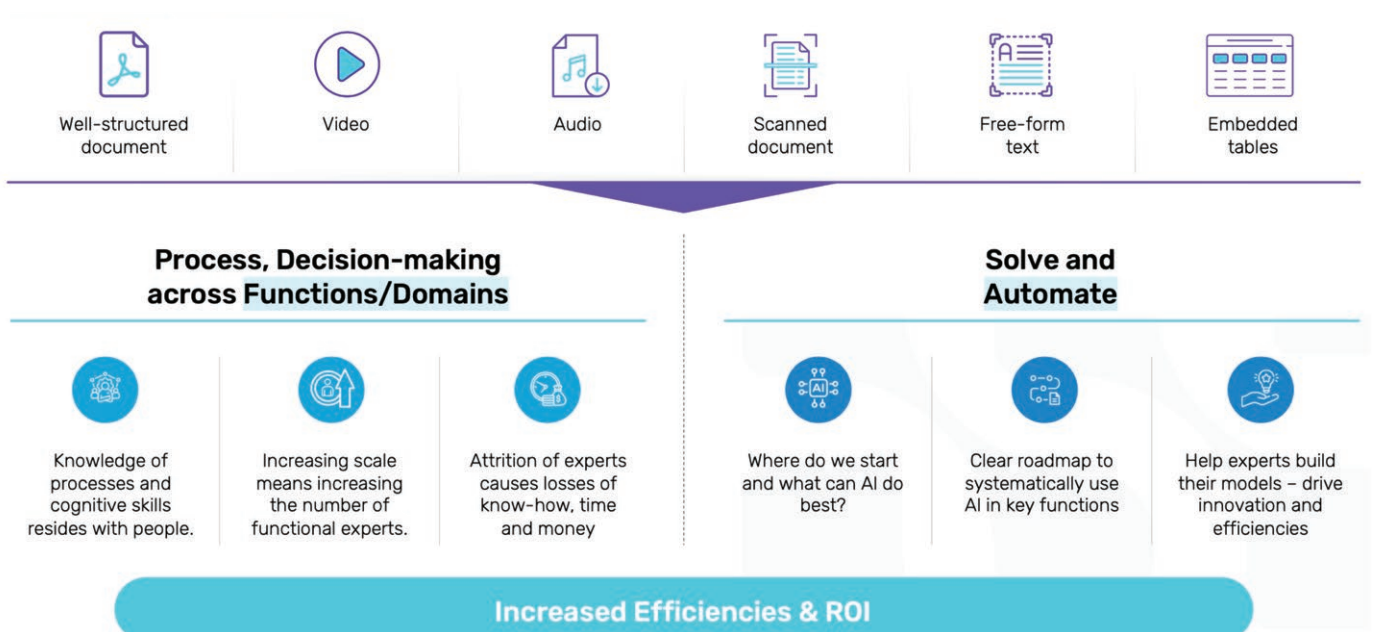 Well-structured
document
Video
Audio
Scanned
document
A
Free-form
text
Embedded
tables
Process, Decision-making
across Functions/Domains
Solve and
Automate
Knowledge of
processes and
cognitive skills
resides with people.
Increasing scale
means increasing
the number of
functional experts.
Attrition of experts
causes losses of
know-how, time
and money
AI
Where do we start
and what can AI do
best?
Clear roadmap to
systematically use
AI in key functions
Help experts build
their models – drive
innovation and
efficiencies
Increased Efficiencies & ROI